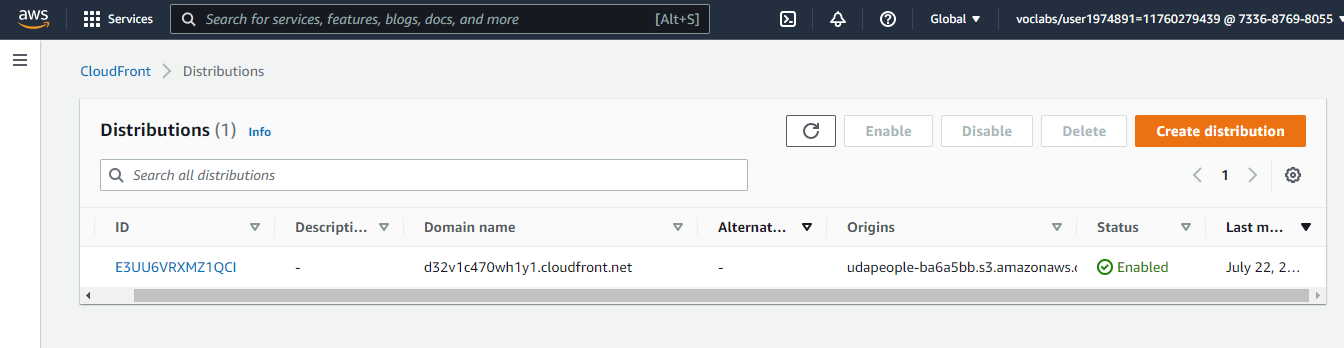 aws Services Search for services, features, blogs, docs, and more [Alt+S] Global voclabs/user1974891=11760279439 @ 7336-8769-8055
CloudFront Distributions
Distributions (1) Info Enable Disable Delete Create distribution
Search all distributions 1
ID Descripti... Domain name Alternat... Origins Status Last m...
E3UU6VRXMZ1QCI - d32v1c470wh1y1.cloudfront.net - udapeople-ba6a5bb.s3.amazonaws.c Enabled July 22, 2...